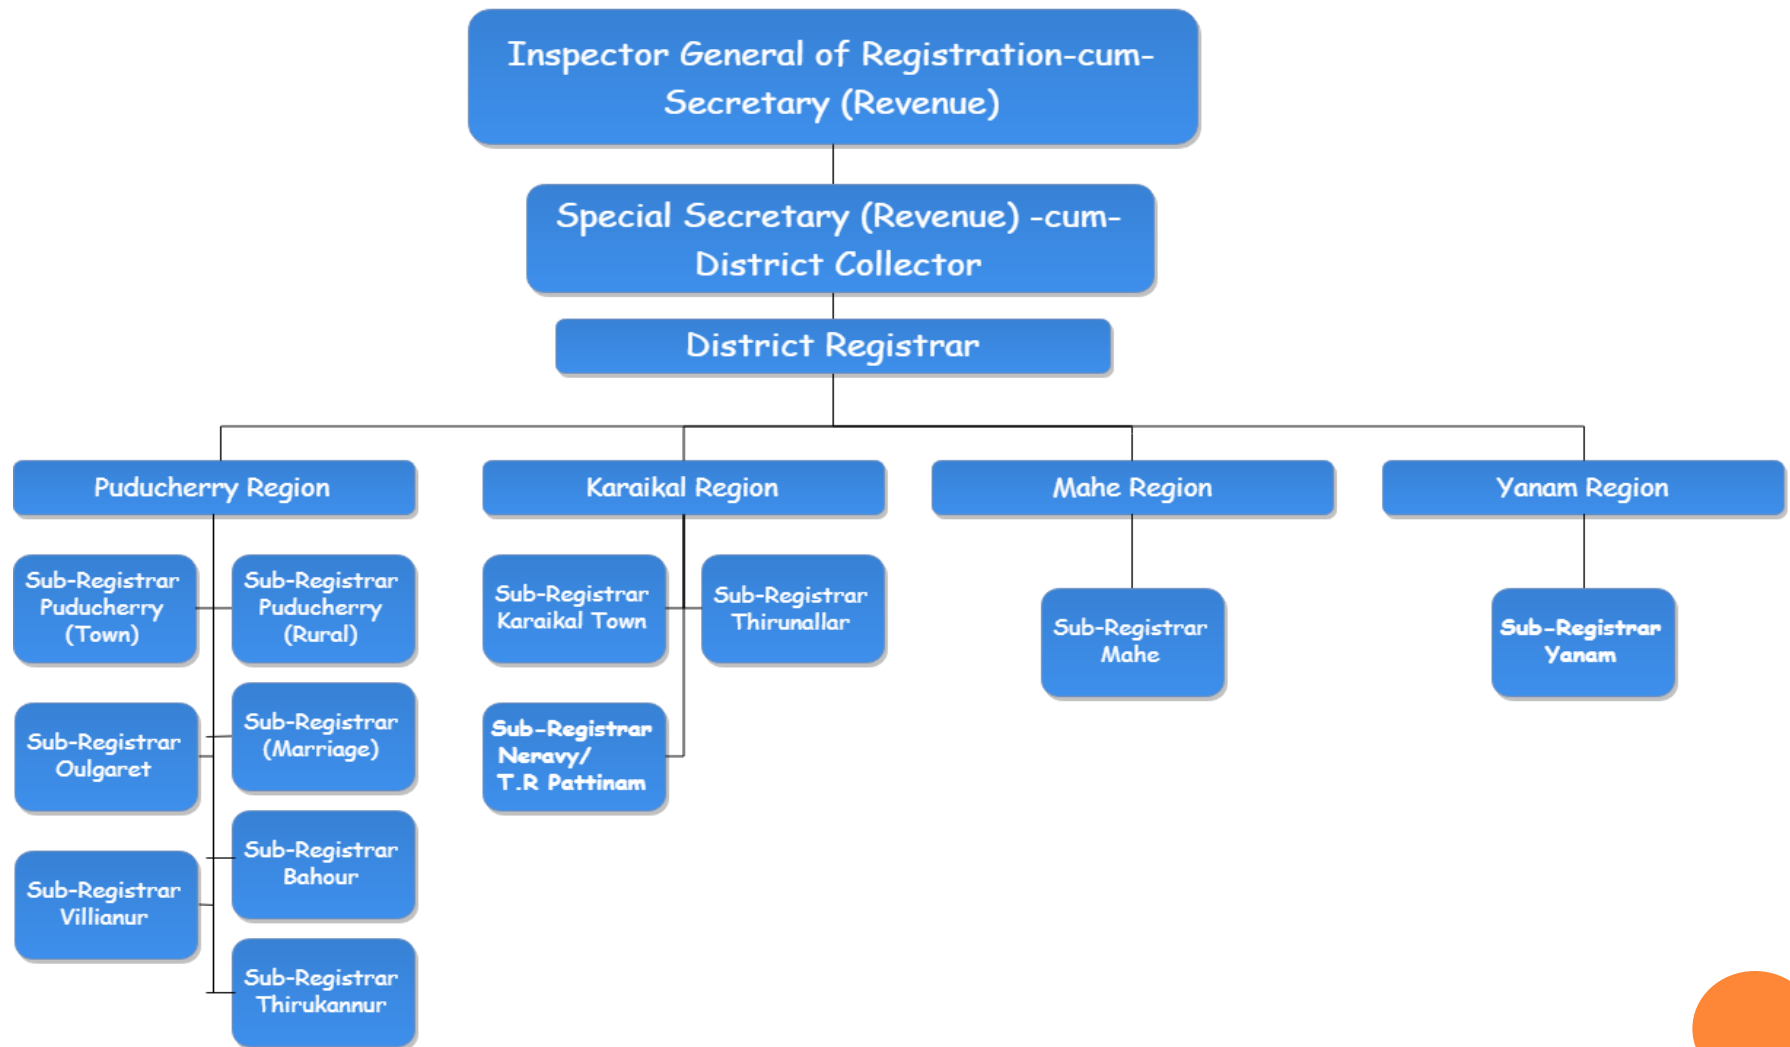 Inspector General of Registration-cum-
Secretary (Revenue)
Special Secretary (Revenue) -cum-
District Collector
District Registrar
Puducherry Region
Karaikal Region
Mahe Region
Yanam Region
Sub-Registrar
Puducherry
(Town)
Sub-Registrar
Puducherry
(Rural)
Sub-Registrar
Oulgaret
Sub-Registrar
(Marriage)
Sub-Registrar
Villianur
Sub-Registrar
Bahour
Sub-Registrar
Thirukannur
Sub-Registrar
Karaikal Town
Sub-Registrar
Thirunallar
Sub-Registrar
Neravy/
T.R Pattinam
Sub-Registrar
Mahe
Sub-Registrar
Yanam